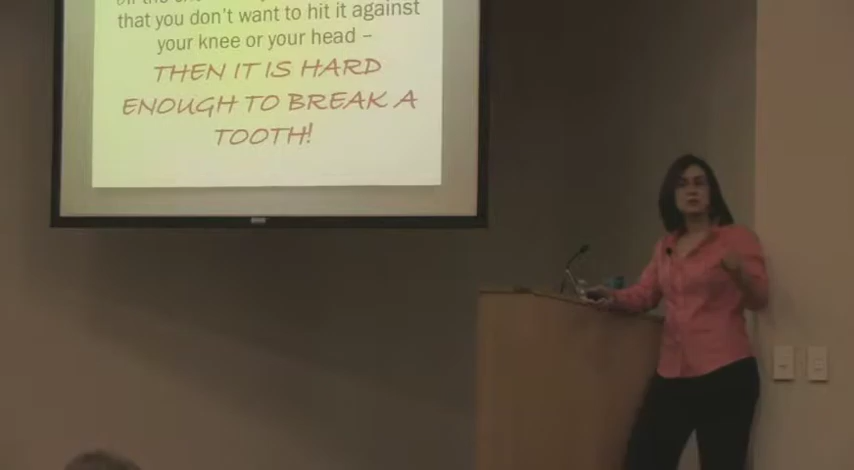 that you don't want to hit it against
your knee or your head –
THEN IT IS HARD
ENOUGH TO BREAK A
TOOTH!